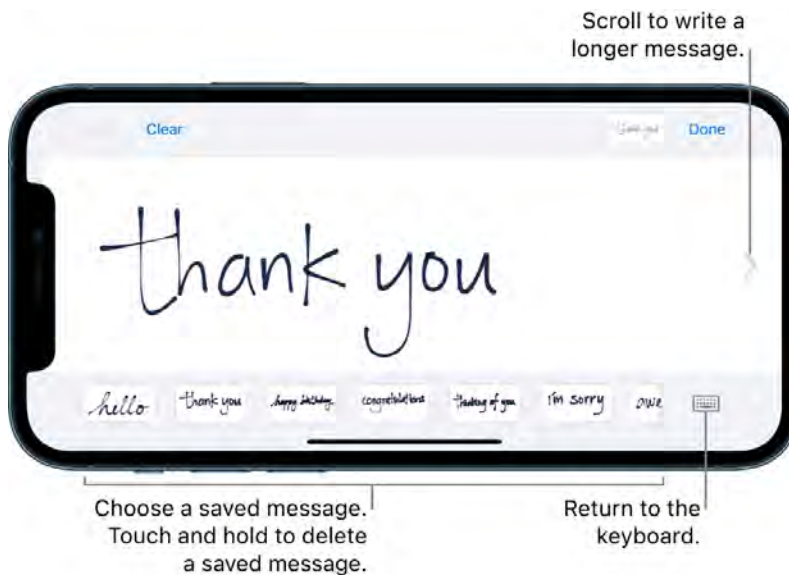 Scroll to write a
longer message.
Clear
Done
thank you
hello
thank you
happy birthday
congratulations
thinking of you
i'm sorry
awe
Choose a saved message.
Touch and hold to delete
a saved message.
Return to the
keyboard.